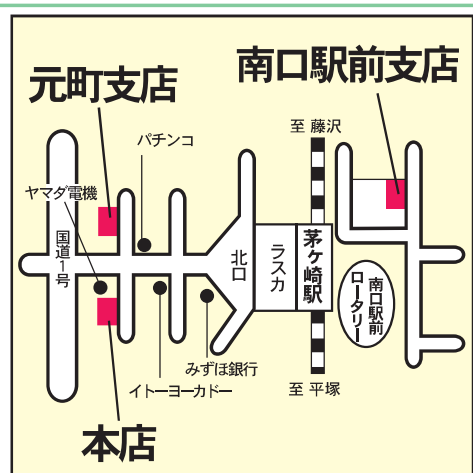 南口駅前支店
元町支店
至 藤沢
パチンコ
ヤマダ電機
国道1号
北口
ラスカ
茅ケ崎駅
南口駅前
ロータリー
みずほ銀行
イトーヨーカドー
至 平塚
本店